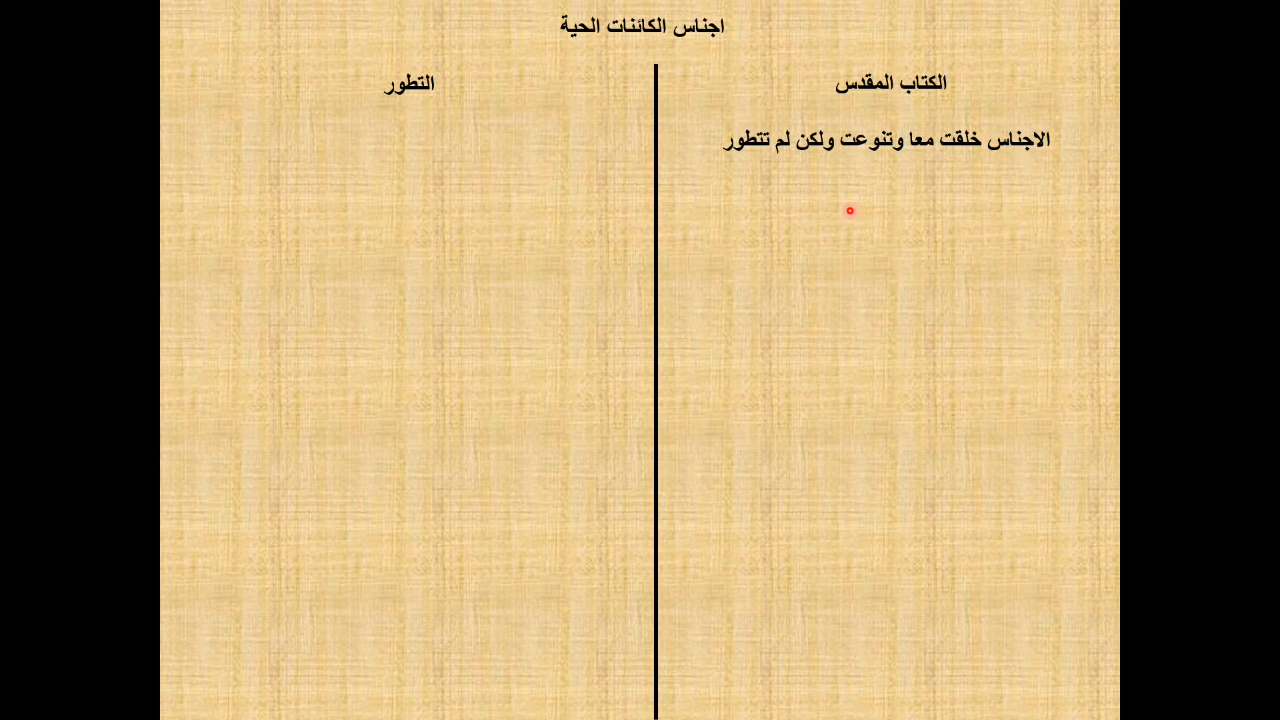 اجناس الكائنات الحية
الكتاب المقدس
الاجناس خلقت معا وتنوعت ولكن لم تتطور
التطور